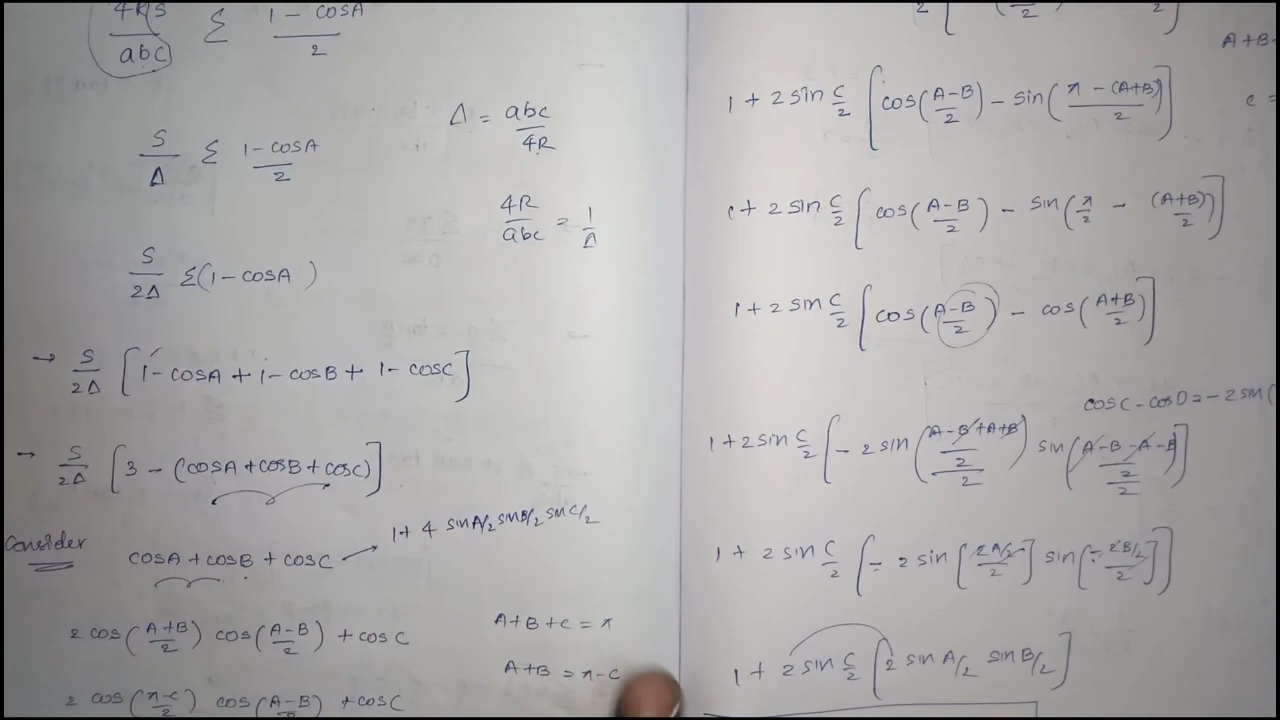 4RS/abc Σ (1 - cosA)/2
S/Δ Σ (1 - cosA)/2
Δ = abc/4R
4R/abc = 1/Δ
S/2Δ Σ(1 - cosA)
→ S/2Δ [1 - cosA + 1 - cosB + 1 - cosC]
→ S/2Δ [3 - (cosA + cosB + cosC)]
Consider
cosA + cosB + cosC → 1 + 4 sinA/2 sinB/2 sinC/2
2 cos((A+B)/2) cos((A-B)/2) + cosC
A+B+C = π
A+B = π-C
2 cos((π-C)/2) cos((A-B)/2) + cosC
A+B
1 + 2 sin C/2 [cos((A-B)/2) - sin((π - (A+B))/2)]
C =
1 + 2 sin C/2 [cos((A-B)/2) - sin(π/2 - (A+B)/2)]
1 + 2 sin C/2 [cos((A-B)/2) - cos((A+B)/2)]
cosC - cosD = -2 sin(
1 + 2 sin C/2 [-2 sin(((A-B+A+B)/2)/2) sin(((A-B-A-B)/2)/2)]
1 + 2 sin C/2 [- 2 sin[(2A/2)/2] sin(-(2B/2)/2)]
1 + 2 sin C/2 [2 sin A/2 sin B/2]